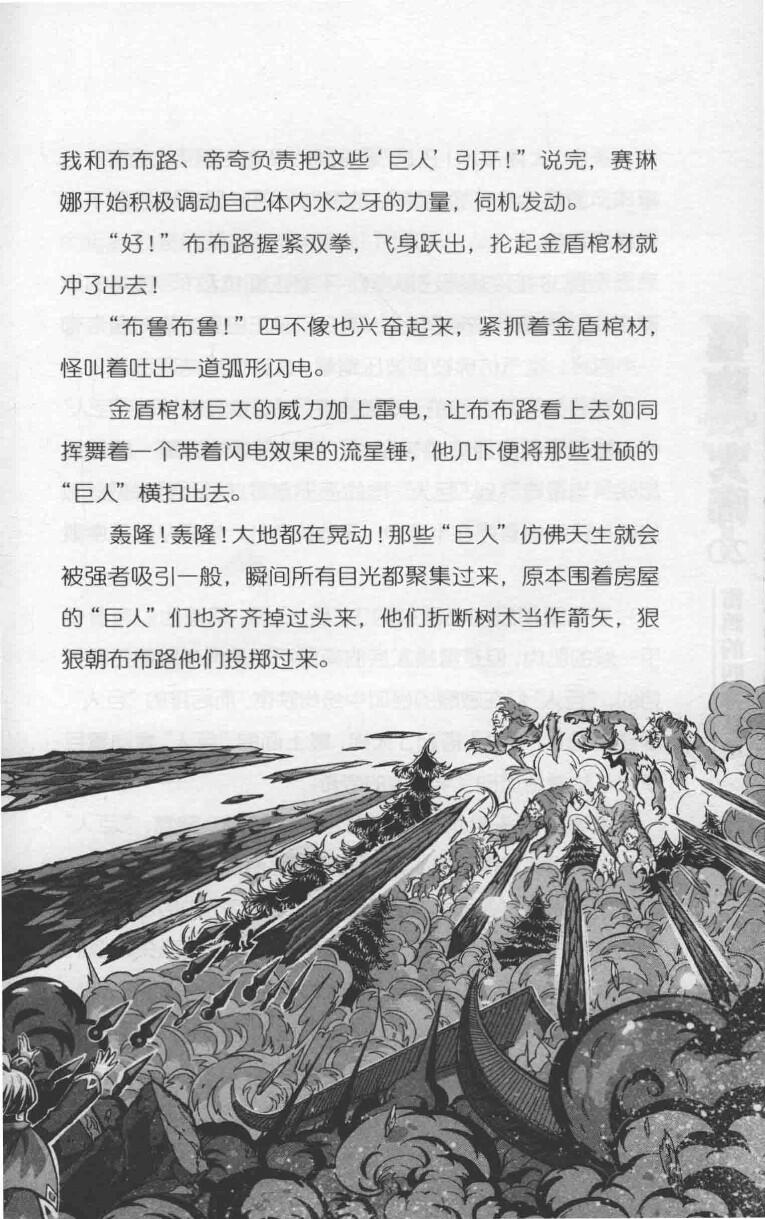 我和布布路、帝奇负责把这些‘巨人’引开！”说完，赛琳
娜开始积极调动自己体内水之牙的力量，伺机发动。
“好！”布布路握紧双拳，飞身跃出，抡起金盾棺材就
冲了出去！
“布鲁布鲁！”四不像也兴奋起来，紧抓着金盾棺材，
怪叫着吐出一道弧形闪电。
金盾棺材巨大的威力加上雷电，让布布路看上去如同
挥舞着一个带着闪电效果的流星锤，他几下便将那些壮硕的
“巨人”横扫出去。
轰隆！轰隆！大地都在晃动！那些“巨人”仿佛天生就会
被强者吸引一般，瞬间所有目光都聚集过来，原本围着房屋
的“巨人”们也齐齐掉过头来，他们折断树木当作箭矢，狠
狠朝布布路他们投掷过来。